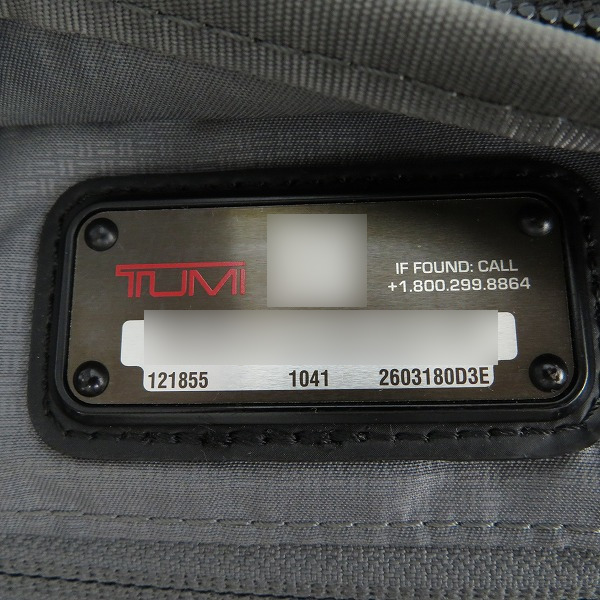 TUMI
IF FOUND: CALL
+1.800.299.8864
121855 1041 2603180D3E